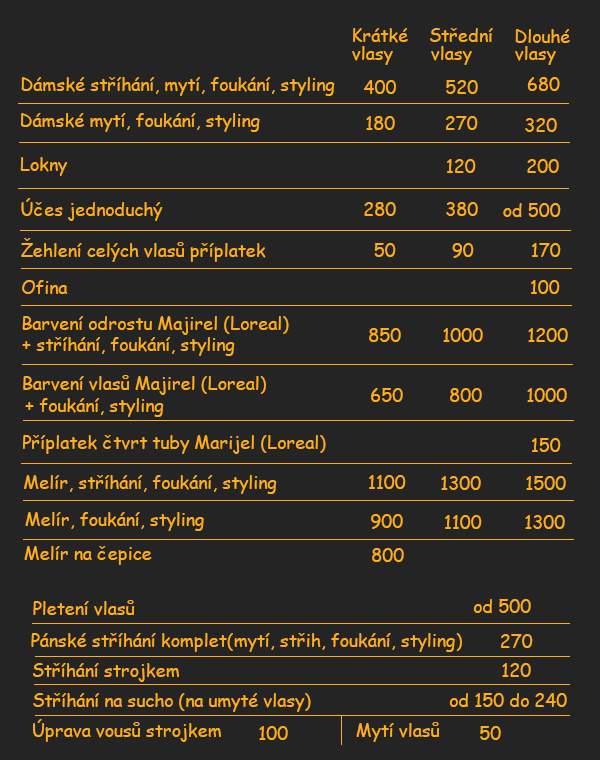 Krátké Střední Dlouhé
vlasy vlasy vlasy
Dámské stříhání, mytí, foukání, styling 400 520 680
Dámské mytí, foukání, styling 180 270 320
Lokny 120 200
Účes jednoduchý 280 380 od 500
Žehlení celých vlasů příplatek 50 90 170
Ofina 100
Barvení odrostu Majirel (Loreal)
+ stříhání, foukání, styling 850 1000 1200
Barvení vlasů Majirel (Loreal)
+ foukání, styling 650 800 1000
Příplatek čtvrt tuby Marijel (Loreal) 150
Melír, stříhání, foukání, styling 1100 1300 1500
Melír, foukání, styling 900 1100 1300
Melír na čepice 800
Pletení vlasů od 500
Pánské stříhání komplet(mytí, střih, foukání, styling) 270
Stříhání strojkem 120
Stříhání na sucho (na umyté vlasy) od 150 do 240
Úprava vousů strojkem 100 Mytí vlasů 50